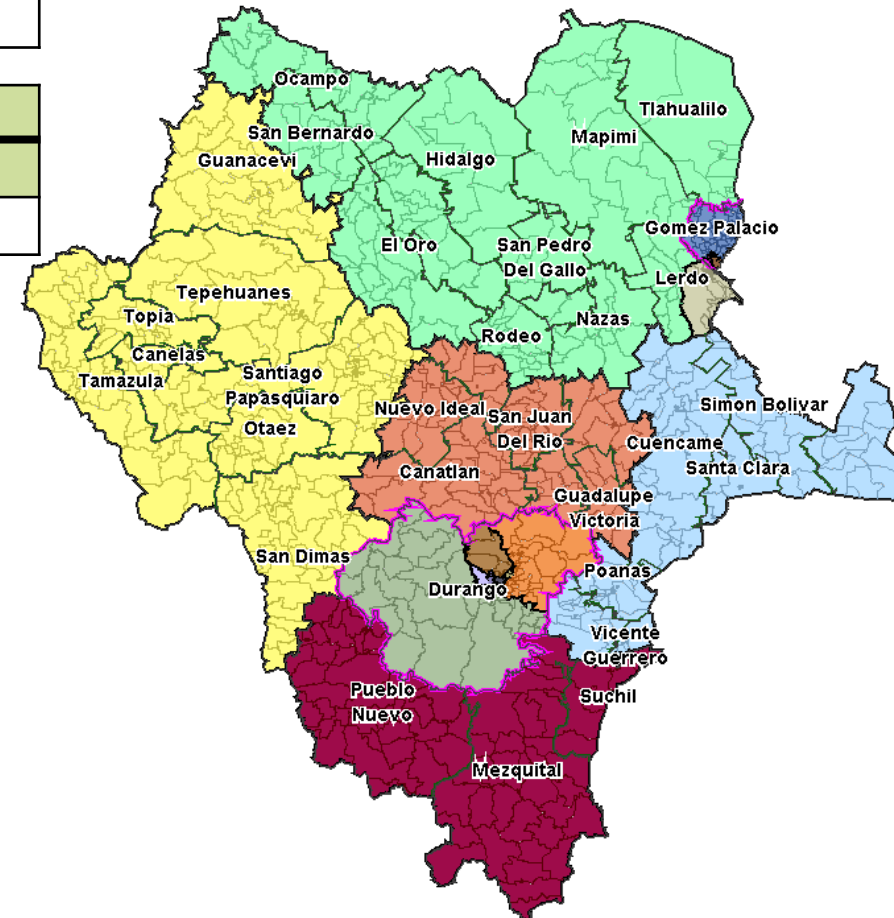 Ocampo
Tlahualilo
San Bernardo
Mapimi
Guanacevi
Hidalgo
Gomez Palacio
El Oro
San Pedro
Del Gallo
Lerdo
Tepehuanes
Topia
Nazas
Rodeo
Canelas
Tamazula
Santiago
Papasquiaro
Otaez
Nuevo Ideal
San Juan
Del Rio
Simon Bolivar
Cuencame
Santa Clara
Canatlan
Guadalupe
Victoria
San Dimas
Poanas
Durango
Vicente
Guerrero
Pueblo
Nuevo
Suchil
Mezquital